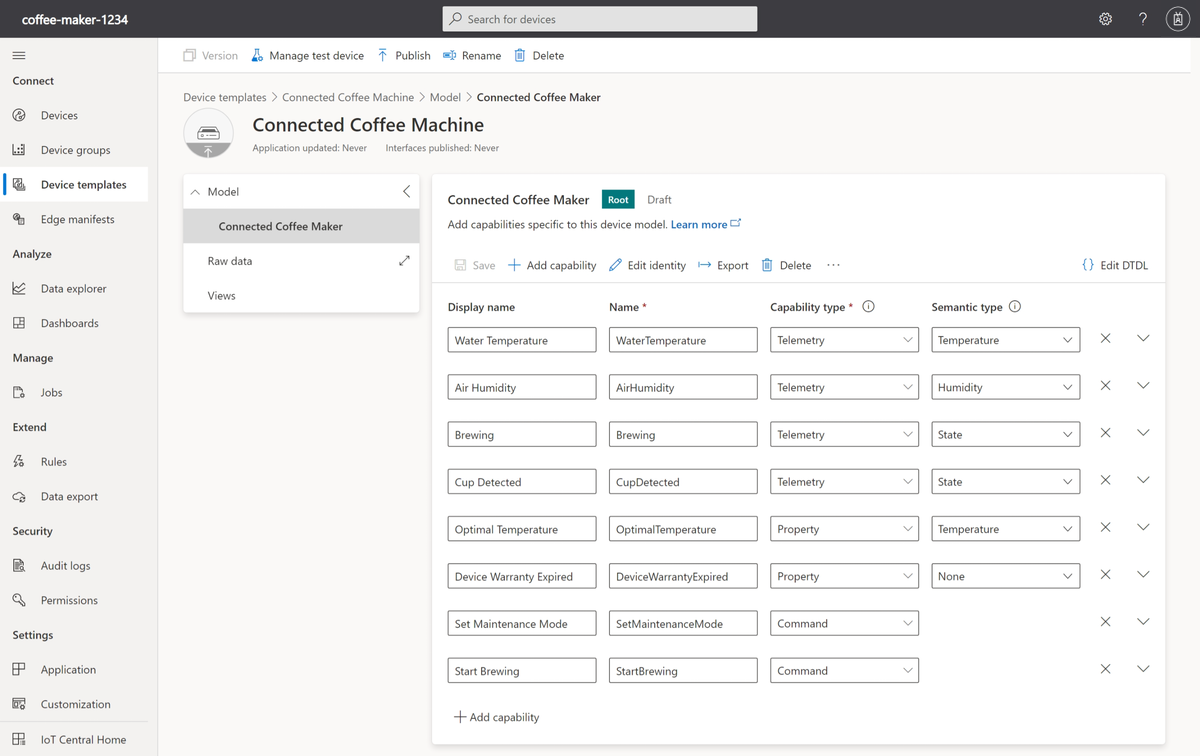 coffee-maker-1234
Search for devices
?
Version
Manage test device
Publish
Rename
Delete
Connect
Devices
Device groups
Device templates
Edge manifests
Analyze
Data explorer
Dashboards
Manage
Jobs
Extend
Rules
Data export
Security
Audit logs
Permissions
Settings
Application
Customization
IoT Central Home
Device templates > Connected Coffee Machine > Model > Connected Coffee Maker
Connected Coffee Machine
Application updated: Never Interfaces published: Never
Model
Connected Coffee Maker
Raw data
Views
Connected Coffee Maker Root Draft
Add capabilities specific to this device model. Learn more
Save Add capability Edit identity Export Delete ··· {} Edit DTDL
Display name Name * Capability type * Semantic type
Water Temperature WaterTemperature Telemetry Temperature
Air Humidity AirHumidity Telemetry Humidity
Brewing Brewing Telemetry State
Cup Detected CupDetected Telemetry State
Optimal Temperature OptimalTemperature Property Temperature
Device Warranty Expired DeviceWarrantyExpired Property None
Set Maintenance Mode SetMaintenanceMode Command
Start Brewing StartBrewing Command
Add capability